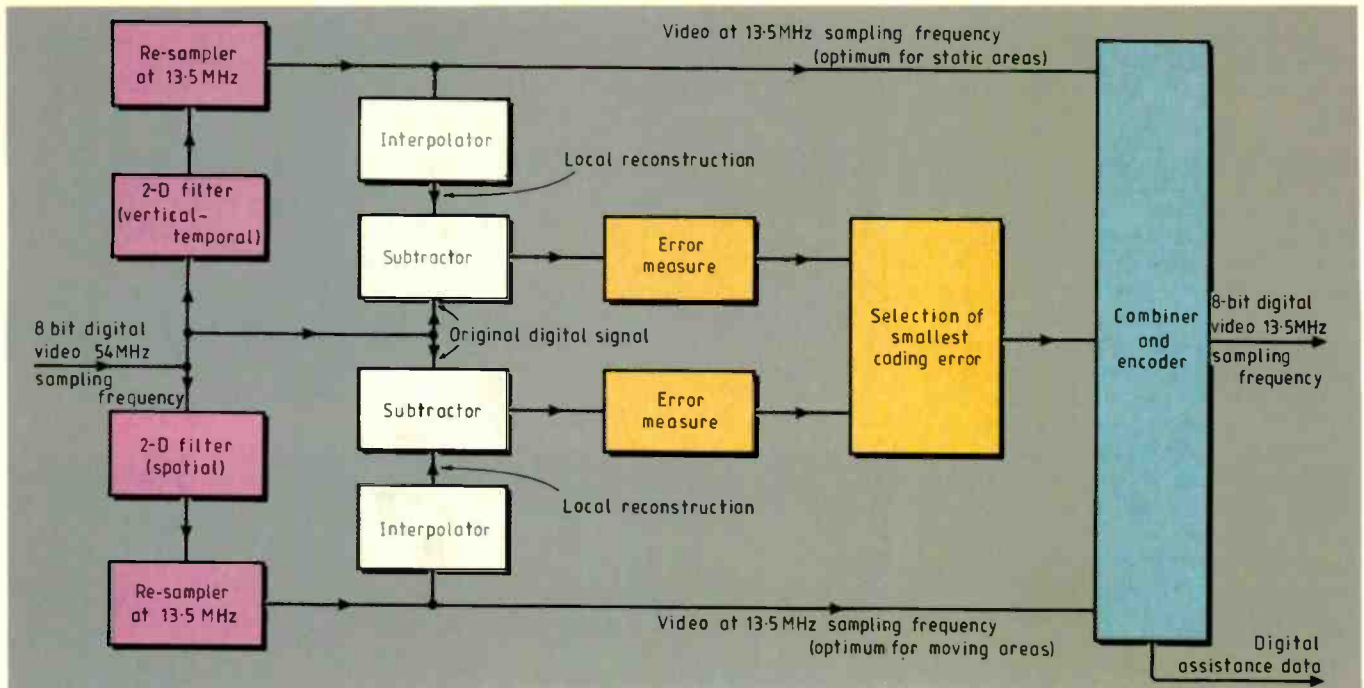 Re-sampler
at 13·5 MHz
Video at 13·5MHz sampling frequency
(optimum for static areas)
Interpolator
Local reconstruction
2-D filter
(vertical-
temporal)
Subtractor
Error
measure
8 bit digital
video 54MHz
sampling
frequency
Original digital signal
Selection of
smallest
coding error
Combiner
and
encoder
8-bit digital
video 13·5MHz
sampling
frequency
Subtractor
Error
measure
2-D filter
(spatial)
Local reconstruction
Interpolator
Re-sampler
at 13·5 MHz
Video at 13·5MHz sampling frequency
(optimum for moving areas)
Digital
assistance data